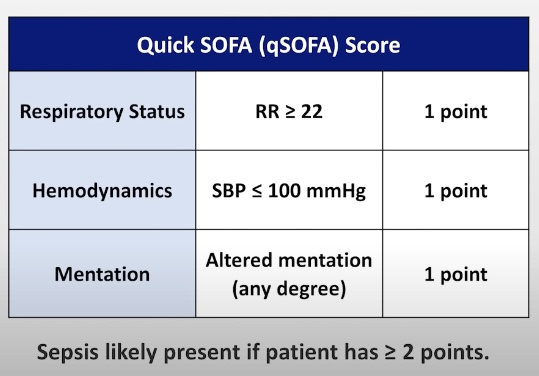 Quick SOFA (qSOFA) Score
Respiratory Status RR ≥ 22 1 point
Hemodynamics SBP ≤ 100 mmHg 1 point
Mentation Altered mentation (any degree) 1 point
Sepsis likely present if patient has ≥ 2 points.